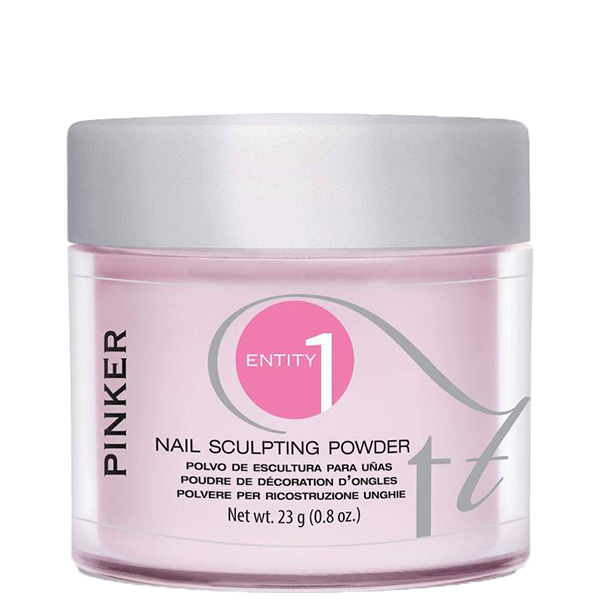 PINKER
ENTITY 1
NAIL SCULPTING POWDER
POLVO DE ESCULTURA PARA UÑAS
POUDRE DE DÉCORATION D'ONGLES
POLVERE PER RICOSTRUZIONE UNGHIE
Net wt. 23 g (0.8 oz.)